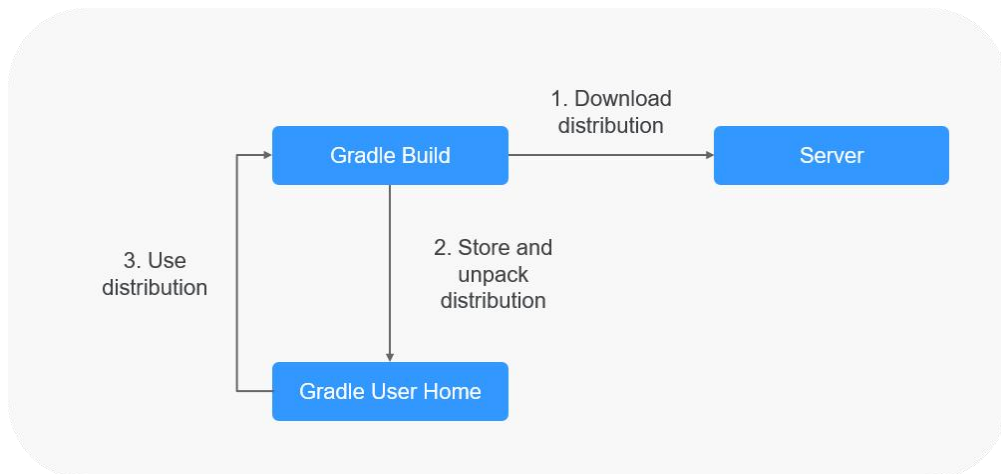 1. Download
distribution
Gradle Build
Server
3. Use
distribution
2. Store and
unpack
distribution
Gradle User Home